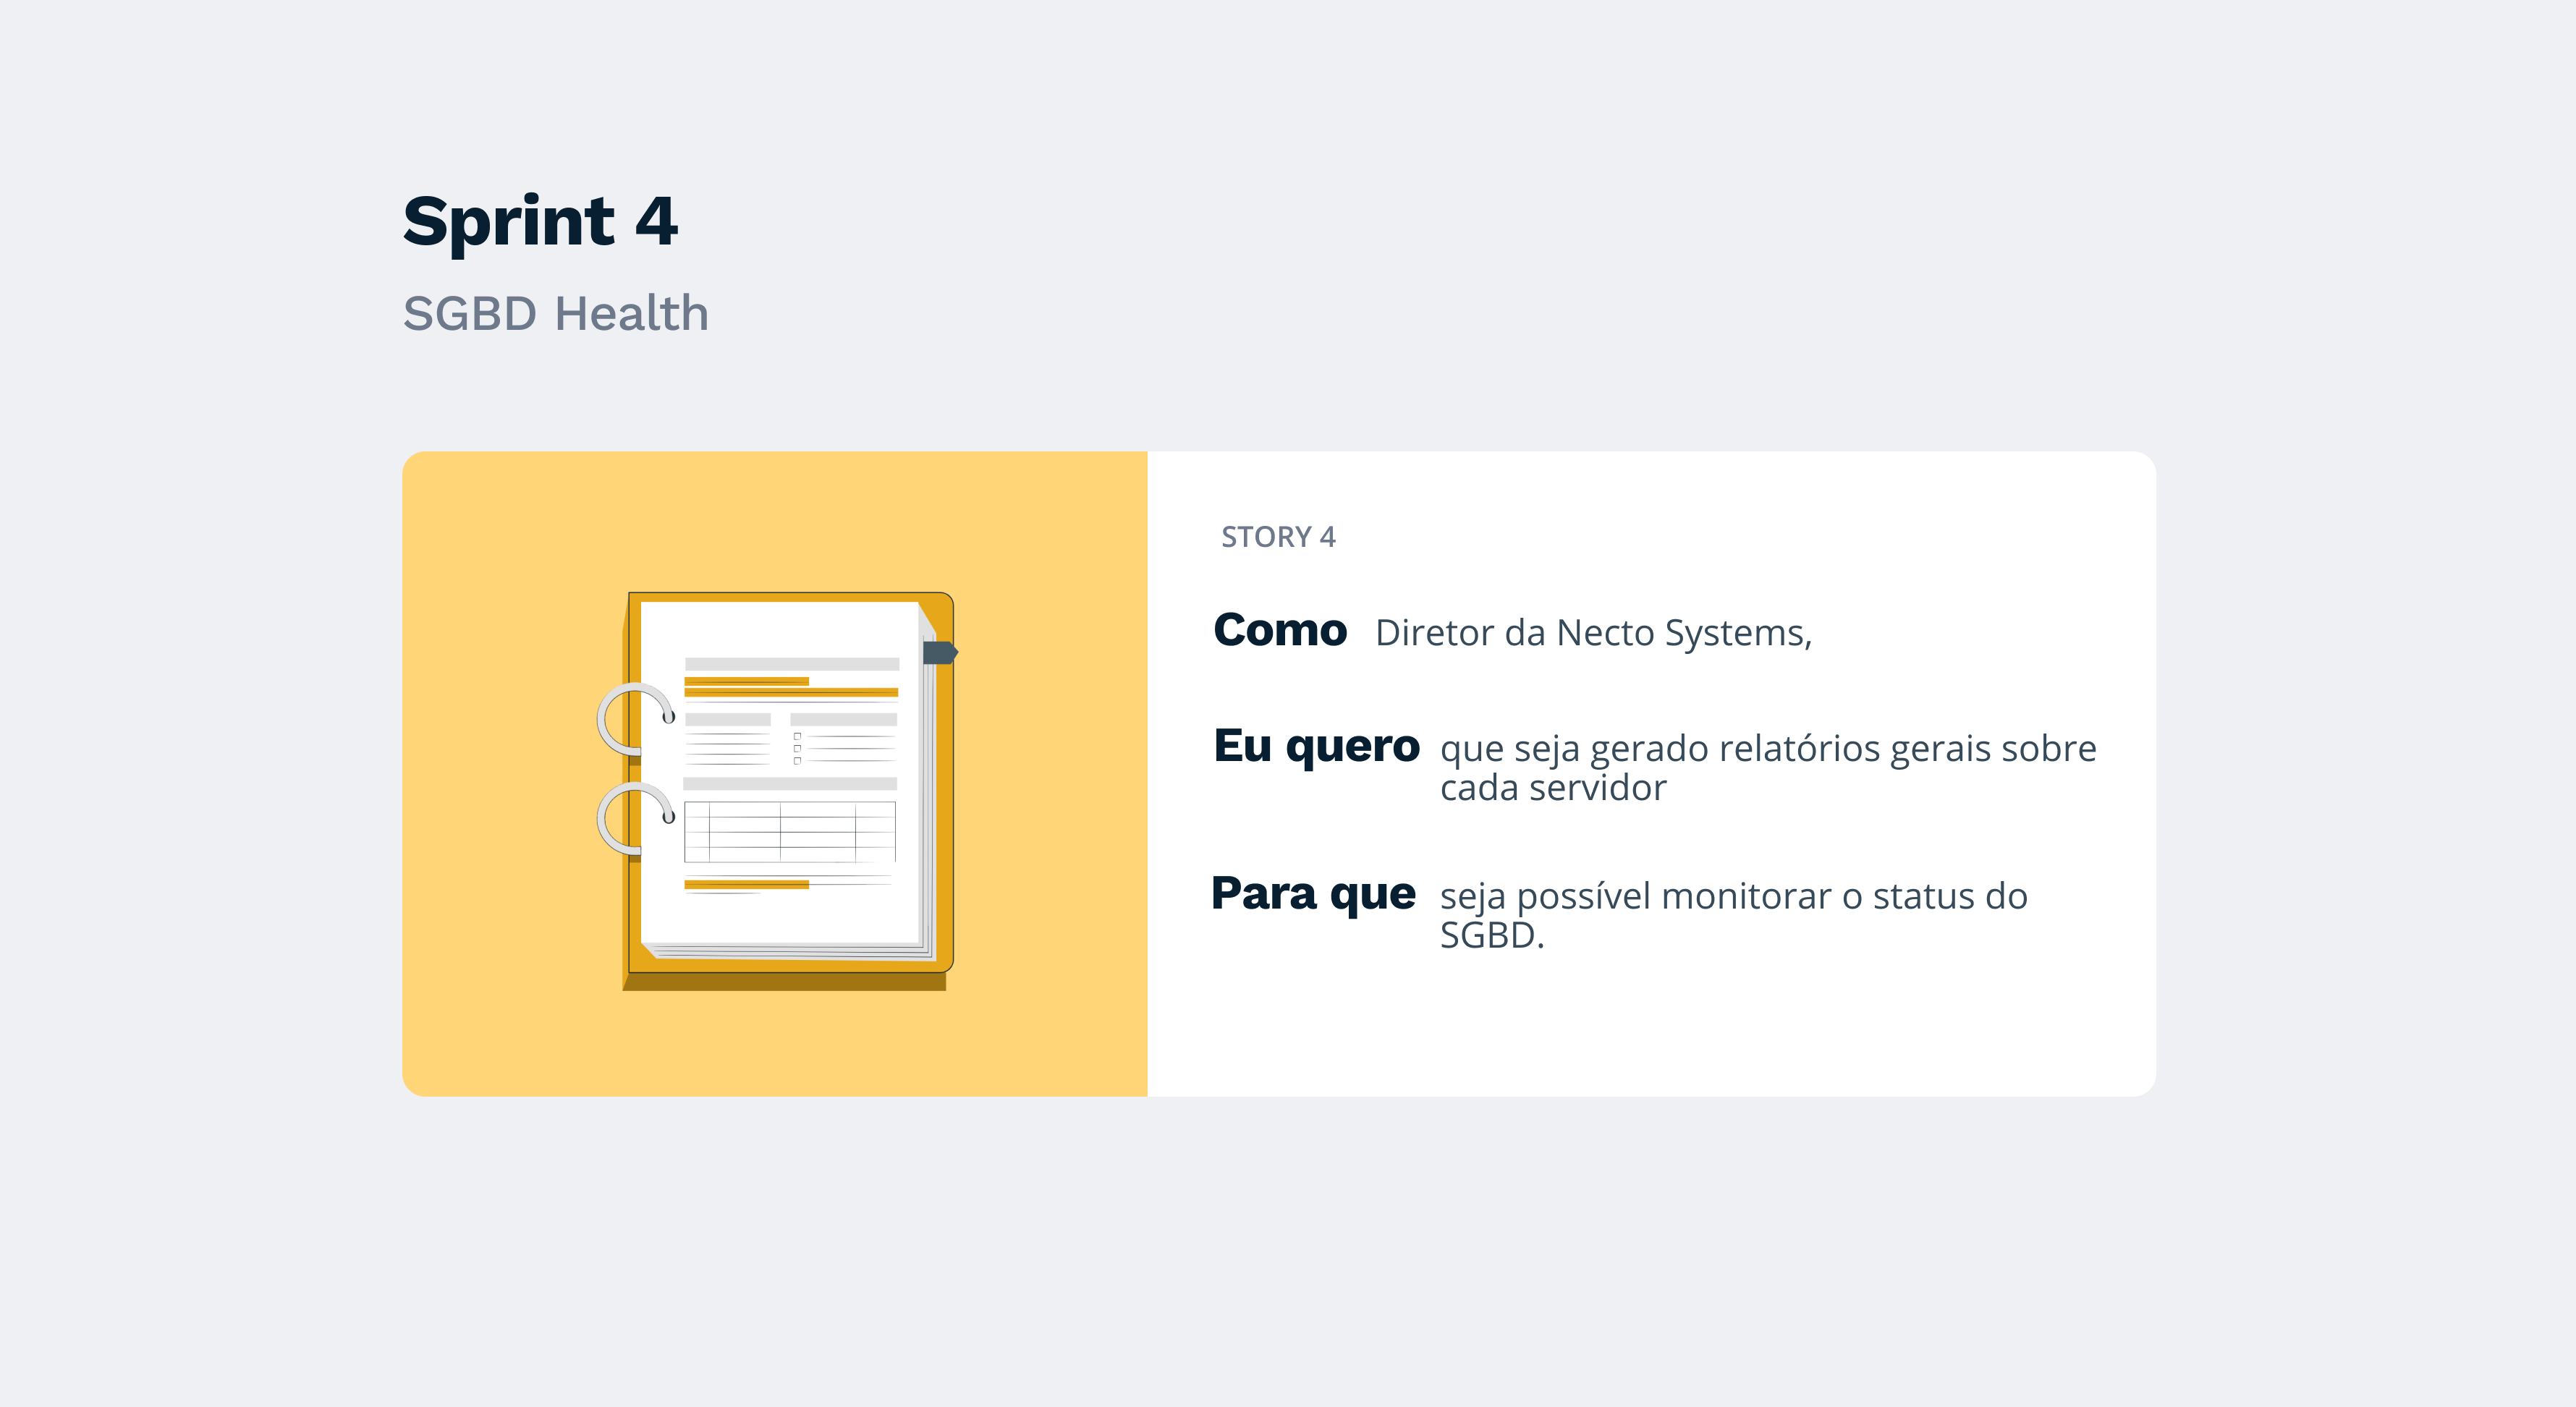 Sprint 4
SGBD Health
STORY 4
Como Diretor da Necto Systems,
Eu quero que seja gerado relatórios gerais sobre
cada servidor
Para que seja possível monitorar o status do
SGBD.